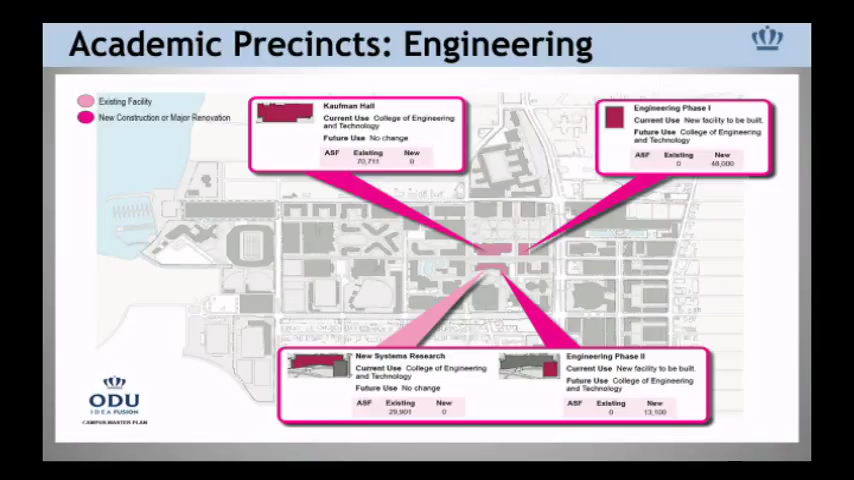 Academic Precincts: Engineering
Existing Facility
New Construction or Major Renovation
Kaufman Hall
Current Use College of Engineering
and Technology
Future Use No change
ASF Existing New
70,711 0
Engineering Phase I
Current Use New facility to be built.
Future Use College of Engineering
and Technology
ASF Existing New
0 48,000
New Systems Research
Current Use College of Engineering
and Technology
Future Use No change
ASF Existing New
29,901 0
Engineering Phase II
Current Use New facility to be built.
Future Use College of Engineering
and Technology
ASF Existing New
0 13,100
ODU
IDEA FUSION
CAMPUS MASTER PLAN